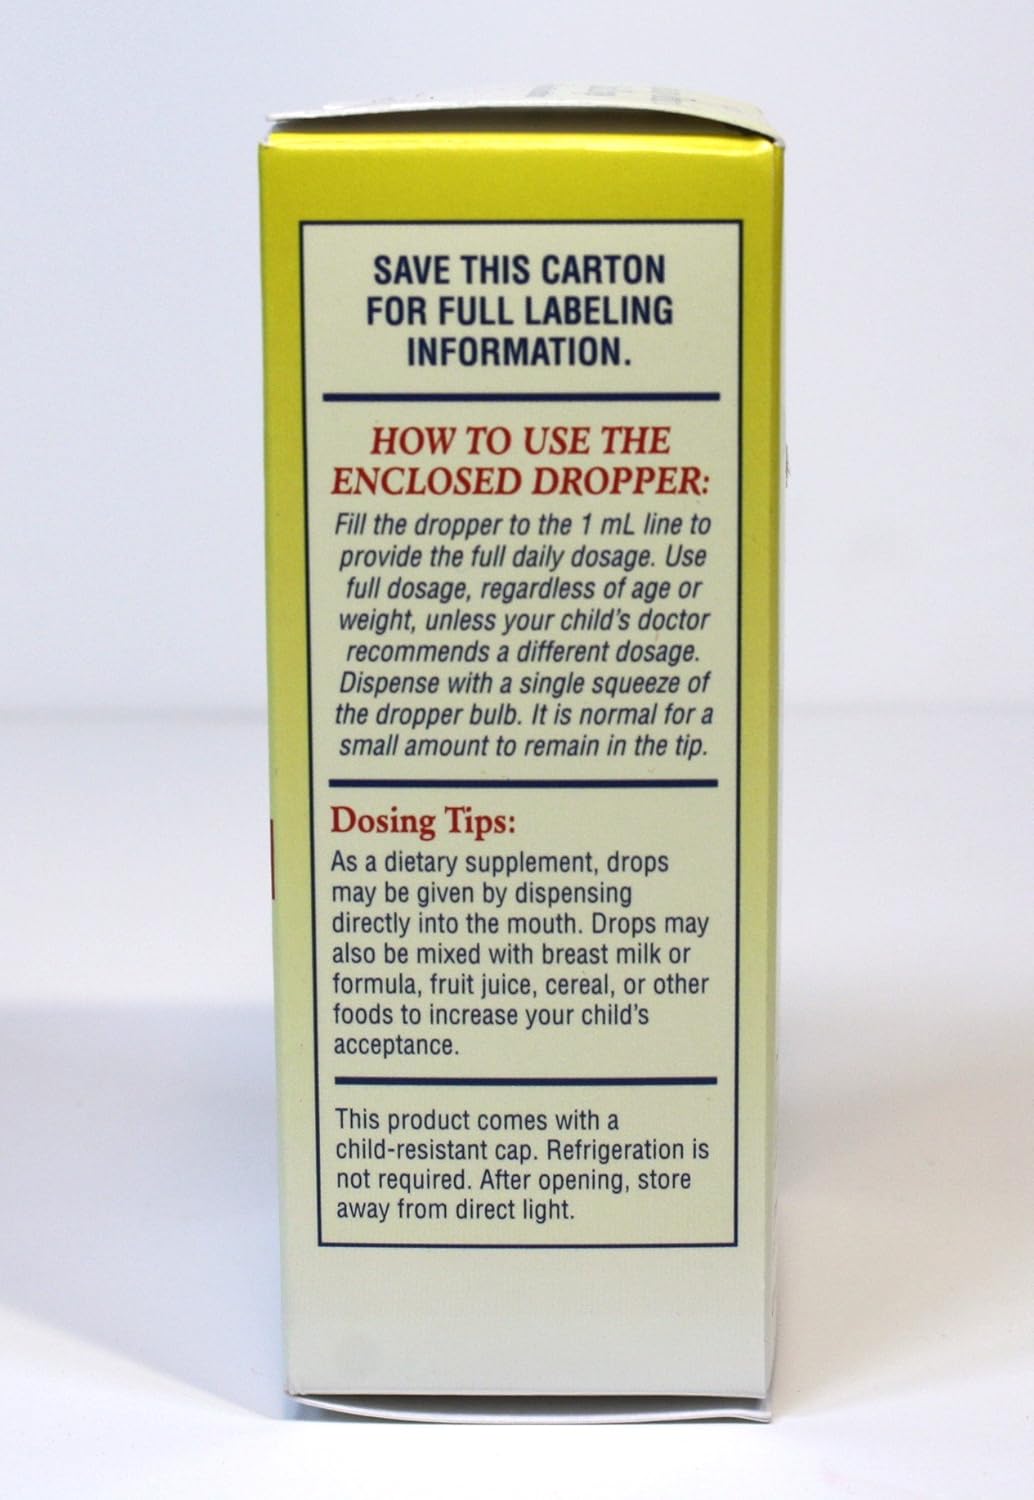 SAVE THIS CARTON
FOR FULL LABELING
INFORMATION.
HOW TO USE THE
ENCLOSED DROPPER:
Fill the dropper to the 1 mL line to
provide the full daily dosage. Use
full dosage, regardless of age or
weight, unless your child's doctor
recommends a different dosage.
Dispense with a single squeeze of
the dropper bulb. It is normal for a
small amount to remain in the tip.
Dosing Tips:
As a dietary supplement, drops
may be given by dispensing
directly into the mouth. Drops may
also be mixed with breast milk or
formula, fruit juice, cereal, or other
foods to increase your child's
acceptance.
This product comes with a
child-resistant cap. Refrigeration is
not required. After opening, store
away from direct light.